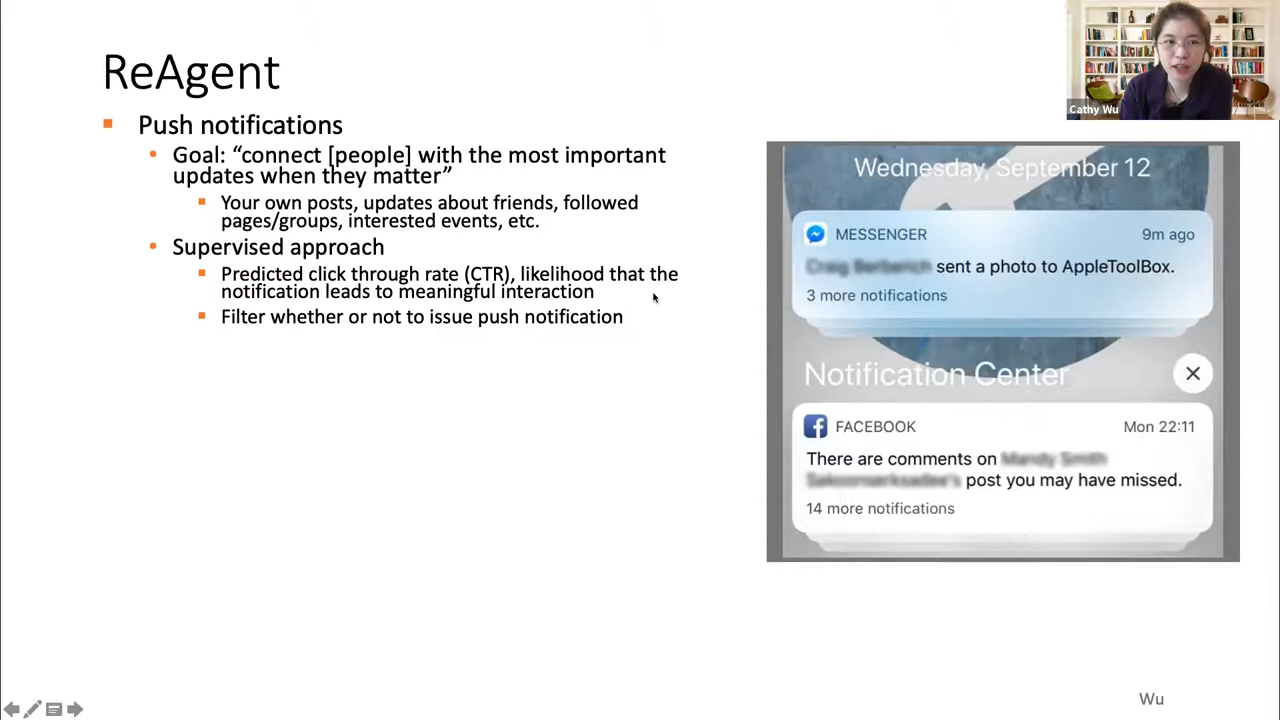 ReAgent
Push notifications
Goal: “connect [people] with the most important
updates when they matter”
Your own posts, updates about friends, followed
pages/groups, interested events, etc.
Supervised approach
Predicted click through rate (CTR), likelihood that the
notification leads to meaningful interaction
Filter whether or not to issue push notification
Cathy Wu
Wednesday, September 12
MESSENGER 9m ago
sent a photo to AppleToolBox.
3 more notifications
Notification Center
FACEBOOK Mon 22:11
There are comments on
post you may have missed.
14 more notifications
Wu